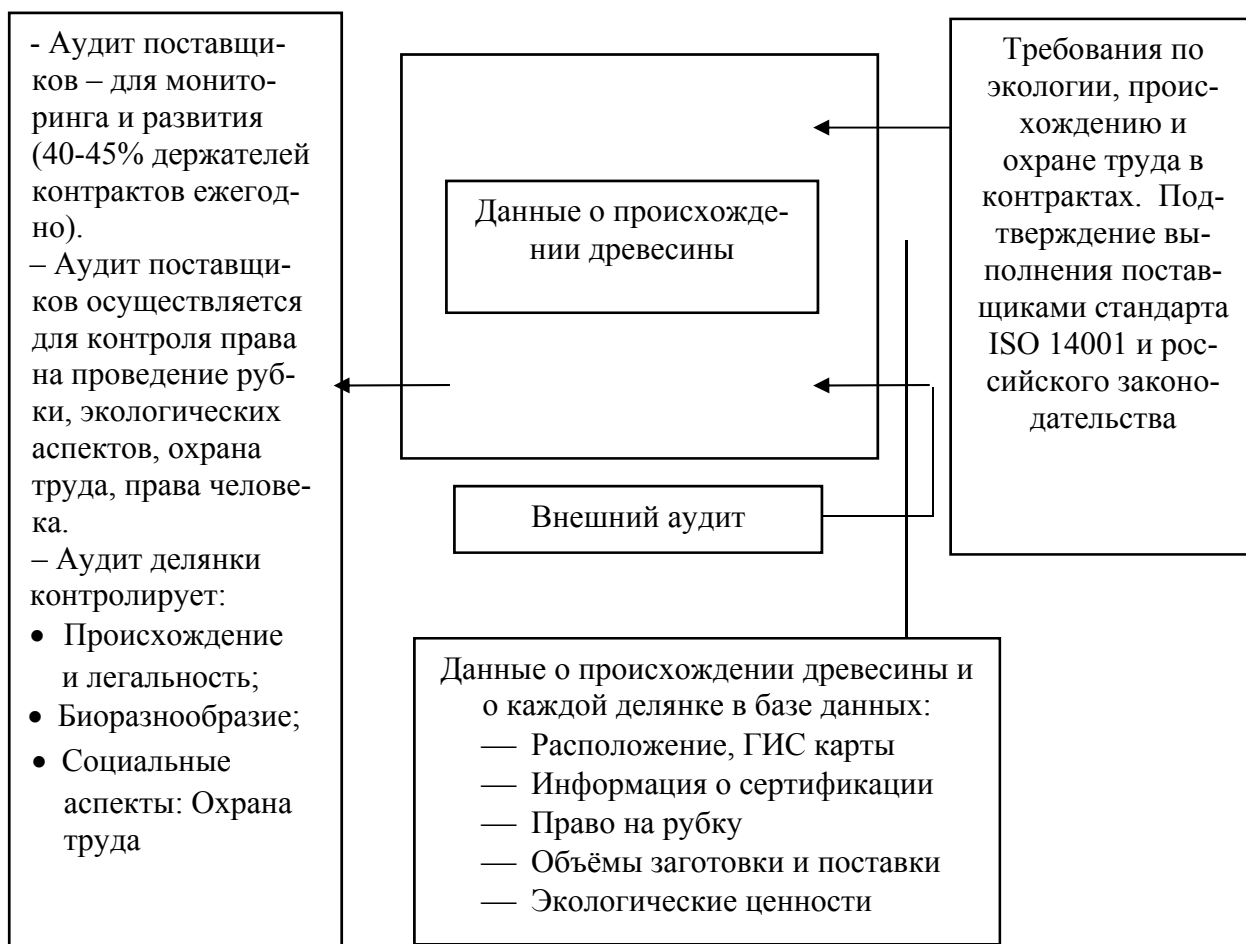 - Аудит поставщи-
ков – для монито-
ринга и развития
(40-45% держателей
контрактов ежегод-
но).
– Аудит поставщи-
ков осуществляется
для контроля права
на проведение руб-
ки, экологических
аспектов, охрана
труда, права челове-
ка.
– Аудит делянки
контролирует:
• Происхождение
и легальность;
• Биоразнообразие;
• Социальные
аспекты: Охрана
труда
Данные о происхожде-
нии древесины
Внешний аудит
Данные о происхождении древесины и
о каждой делянке в базе данных:
— Расположение, ГИС карты
— Информация о сертификации
— Право на рубку
— Объёмы заготовки и поставки
— Экологические ценности
Требования по
экологии, проис-
хождению и
охране труда в
контрактах. Под-
тверждение вы-
полнения постав-
щиками стандарта
ISO 14001 и рос-
сийского законо-
дательства